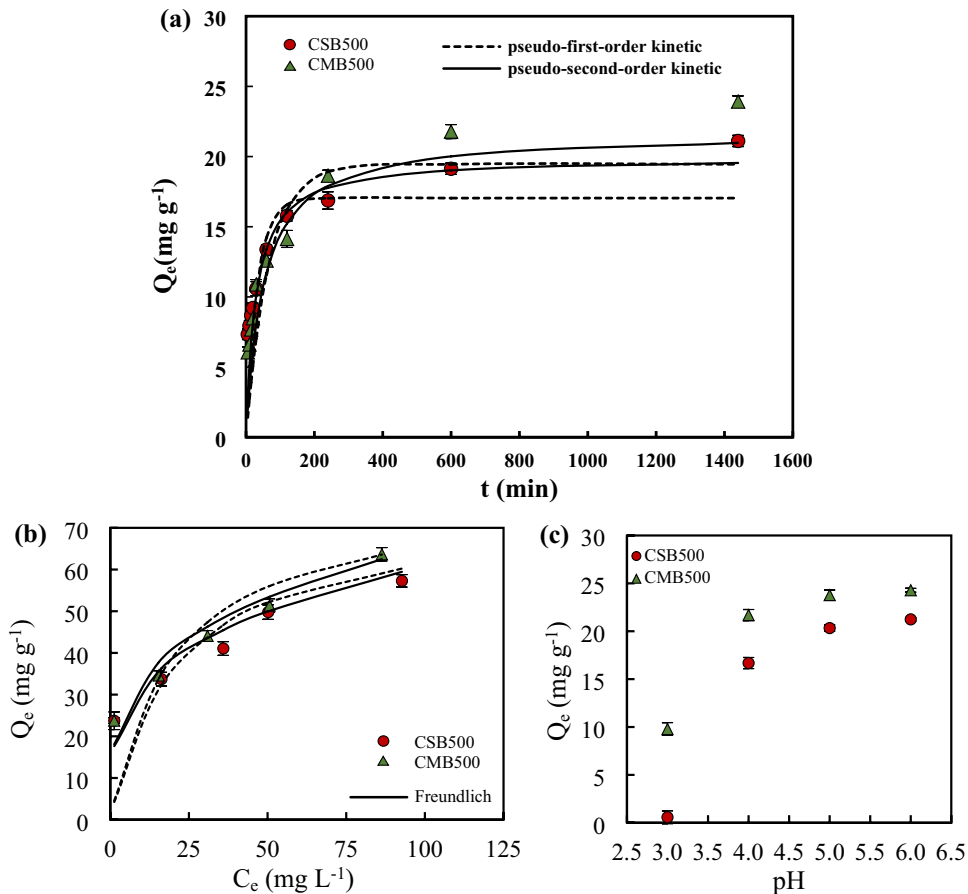 (a)
30
25
20
15
10
5
0
Qe(mg g-1)
CSB500
CMB500
pseudo-first-order kinetic
pseudo-second-order kinetic
0 200 400 600 800 1000 1200 1400 1600
t (min)
(b)
70
60
50
40
30
20
10
0
Qe (mg g-1)
CSB500
CMB500
Freundlich
0 25 50 75 100 125
Ce (mg L-1)
(c)
30
25
20
15
10
5
0
Qe (mg g-1)
CSB500
CMB500
2.5 3.0 3.5 4.0 4.5 5.0 5.5 6.0 6.5
pH